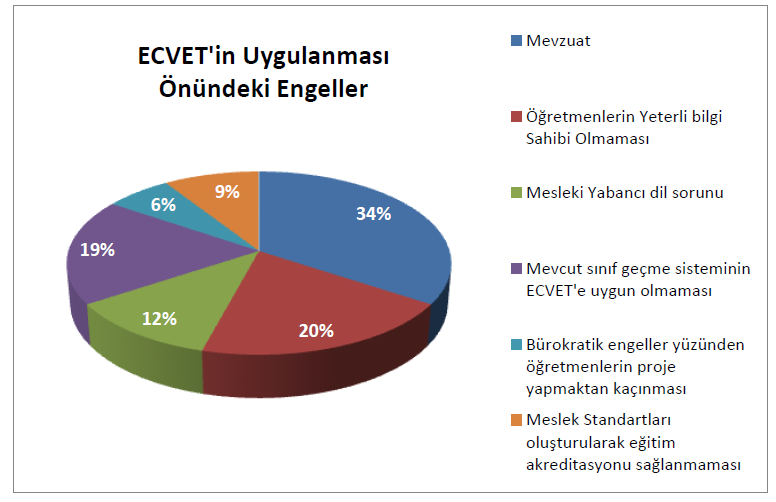 ECVET'in Uygulanması
Önündeki Engeller
34%
20%
12%
19%
6%
9%
Mevzuat
Öğretmenlerin Yeterli bilgi
Sahibi Olmaması
Mesleki Yabancı dil sorunu
Mevcut sınıf geçme sisteminin
ECVET'e uygun olmaması
Bürokratik engeller yüzünden
öğretmenlerin proje
yapmaktan kaçınması
Meslek Standartları
oluşturularak eğitim
akreditasyonu sağlanmaması